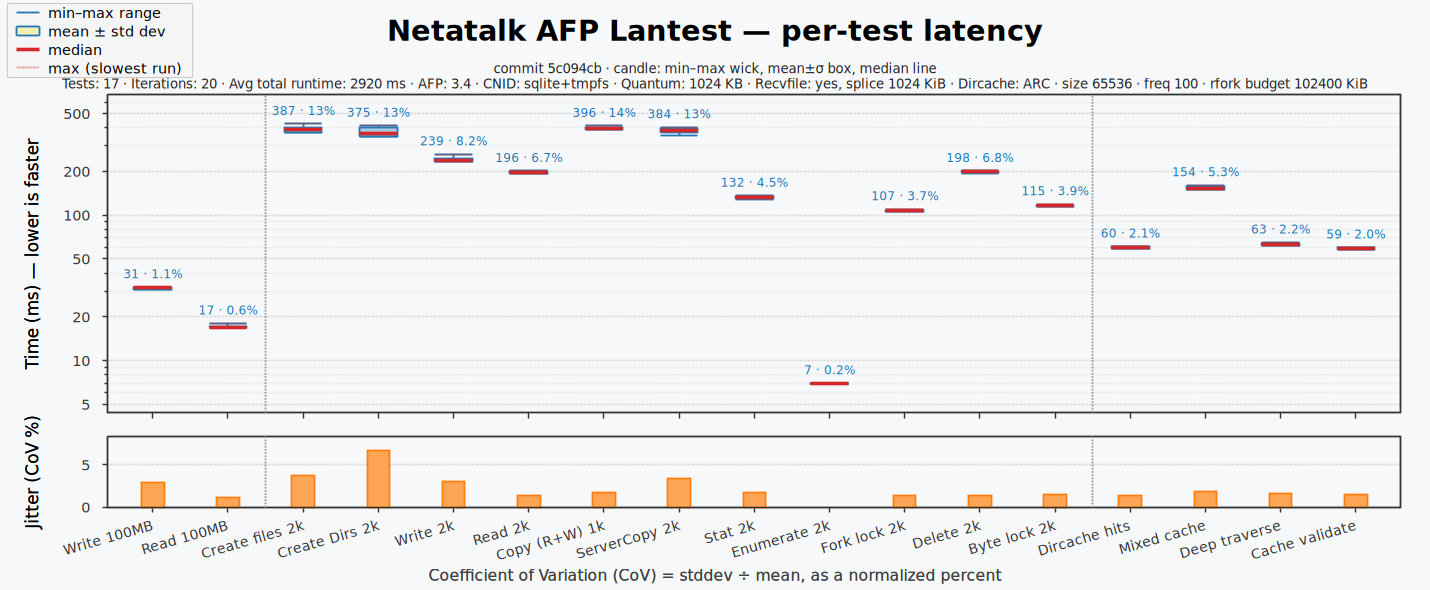 min–max range
mean ± std dev
median
max (slowest run)
Netatalk AFP Lantest — per-test latency
commit 5c094cb · candle: min–max wick, mean±σ box, median line
Tests: 17 · Iterations: 20 · Avg total runtime: 2920 ms · AFP: 3.4 · CNID: sqlite+tmpfs · Quantum: 1024 KB · Recvfile: yes, splice 1024 KiB · Dircache: ARC · size 65536 · freq 100 · rfork budget 102400 KiB
Time (ms) — lower is faster
500
200
100
50
20
10
5
31 · 1.1%
17 · 0.6%
387 · 13%
375 · 13%
239 · 8.2%
196 · 6.7%
396 · 14%
384 · 13%
132 · 4.5%
7 · 0.2%
107 · 3.7%
198 · 6.8%
115 · 3.9%
60 · 2.1%
154 · 5.3%
63 · 2.2%
59 · 2.0%
Jitter (CoV %)
5
0
Write 100MB
Read 100MB
Create files 2k
Create Dirs 2k
Write 2k
Read 2k
Copy (R+W) 1k
ServerCopy 2k
Stat 2k
Enumerate 2k
Fork lock 2k
Delete 2k
Byte lock 2k
Dircache hits
Mixed cache
Deep traverse
Cache validate
Coefficient of Variation (CoV) = stddev ÷ mean, as a normalized percent